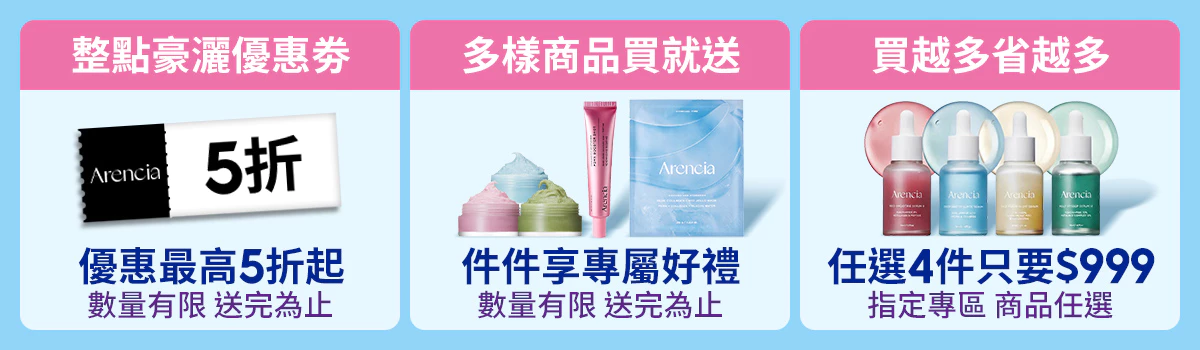 整點豪灑優惠券
Arencia
5折
優惠最高5折起
數量有限 送完為止
多樣商品買就送
Arencia
Arencia
件件享專屬好禮
數量有限 送完為止
買越多省越多
Arencia
Arencia
Arencia
Arencia
任選4件只要$999
指定專區 商品任選